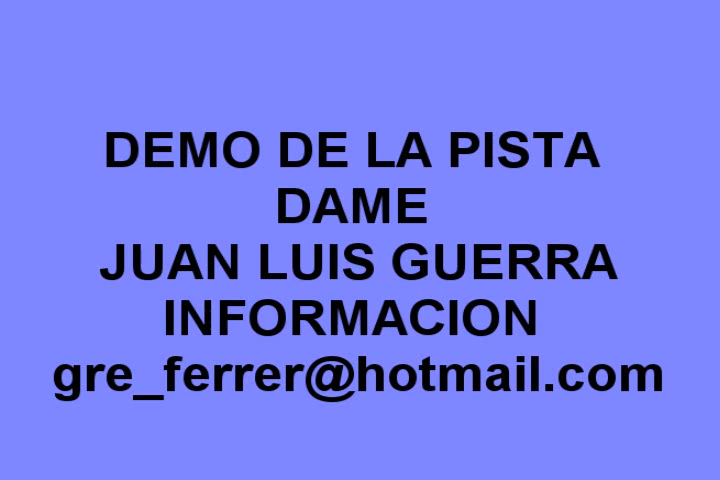 DEMO DE LA PISTA
DAME
JUAN LUIS GUERRA
INFORMACION
gre_ferrer@hotmail.com